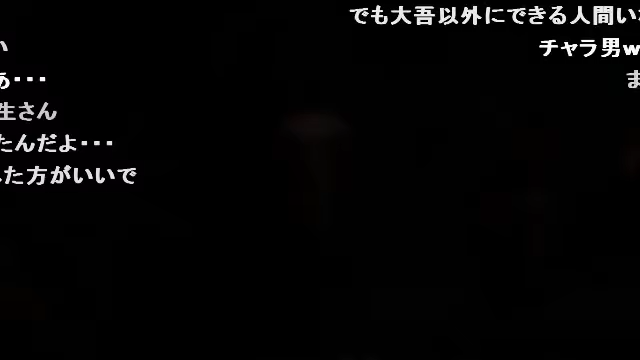 でも大吾以外にできる人間い
い
チャラ男w
あ・・・
ま
生さん
たんだよ・・・
した方がいいで